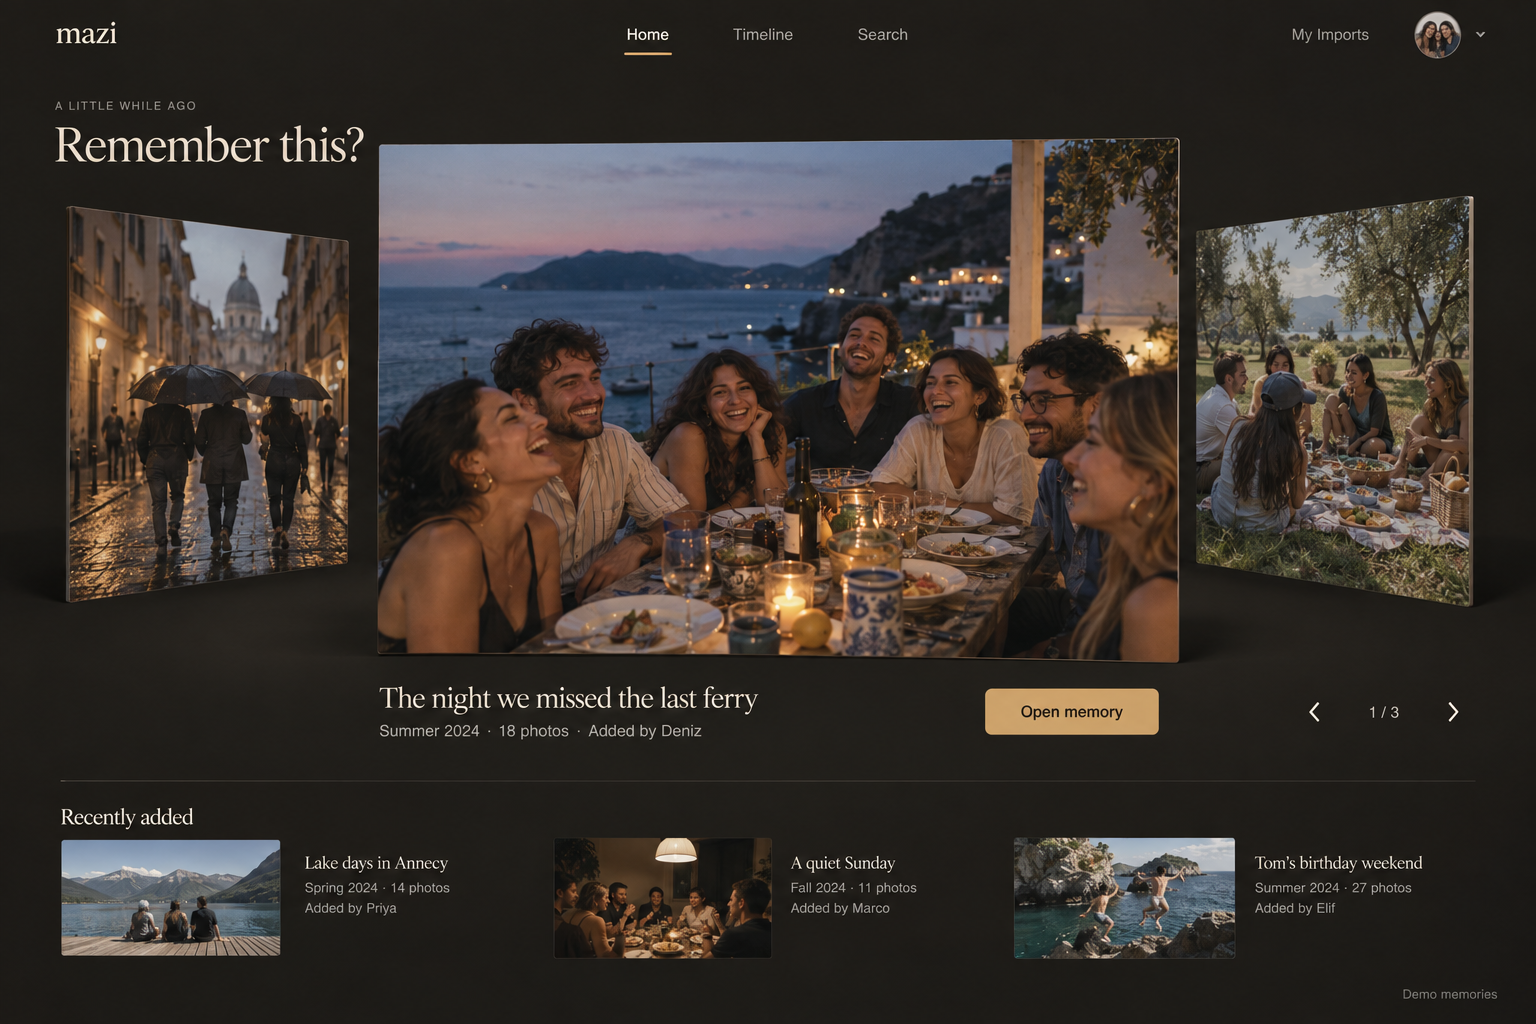 mazi
Home
Timeline
Search
My Imports
A LITTLE WHILE AGO
Remember this?
The night we missed the last ferry
Summer 2024 · 18 photos · Added by Deniz
Open memory
1 / 3
Recently added
Lake days in Annecy
Spring 2024 · 14 photos
Added by Priya
A quiet Sunday
Fall 2024 · 11 photos
Added by Marco
Tom’s birthday weekend
Summer 2024 · 27 photos
Added by Elif
Demo memories